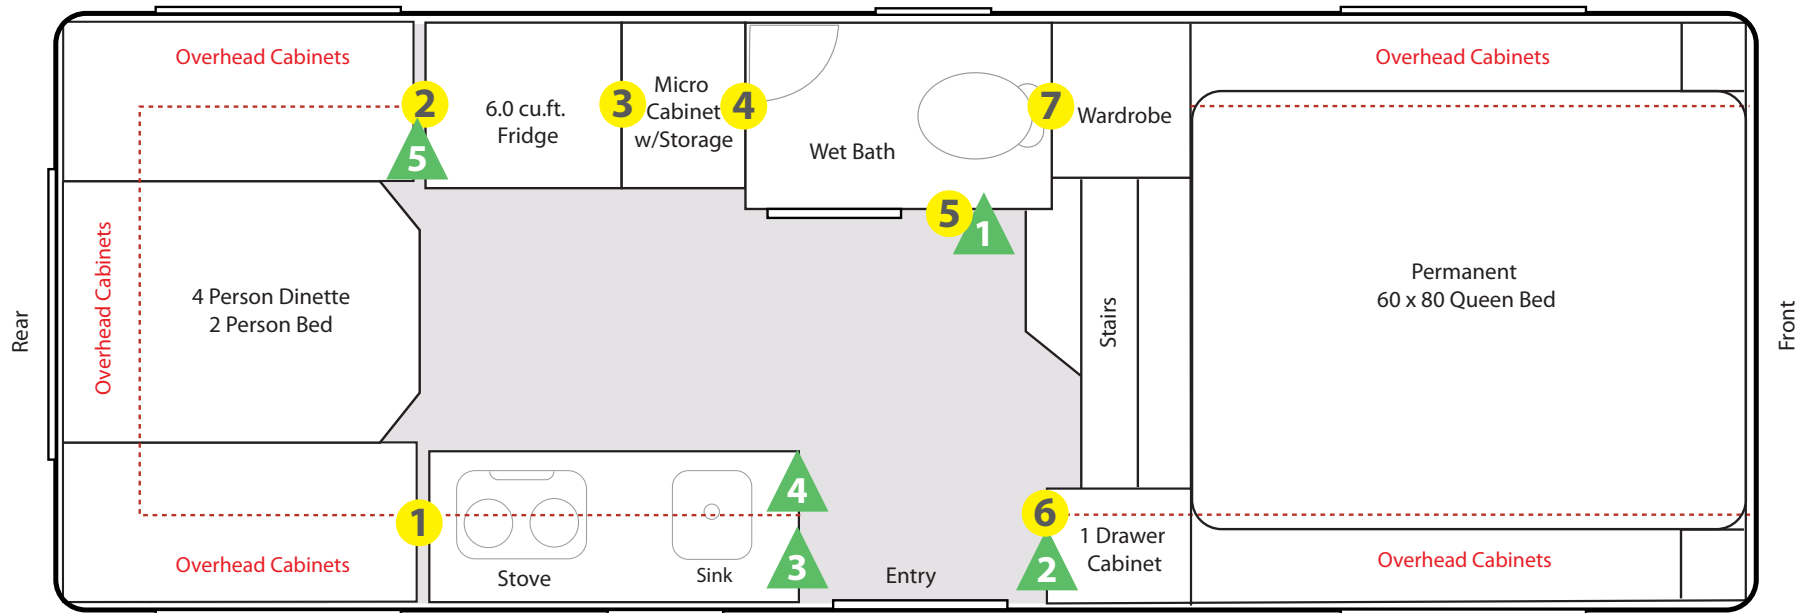 Overhead Cabinets
2
5
6.0 cu.ft.
Fridge
3
Micro
Cabinet
w/Storage
4
Wet Bath
7
Wardrobe
Overhead Cabinets
5
1
Rear
Overhead Cabinets
4 Person Dinette
2 Person Bed
Stairs
Permanent
60 x 80 Queen Bed
Front
Overhead Cabinets
1
Stove
Sink
4
3
Entry
6
2
1 Drawer
Cabinet
Overhead Cabinets